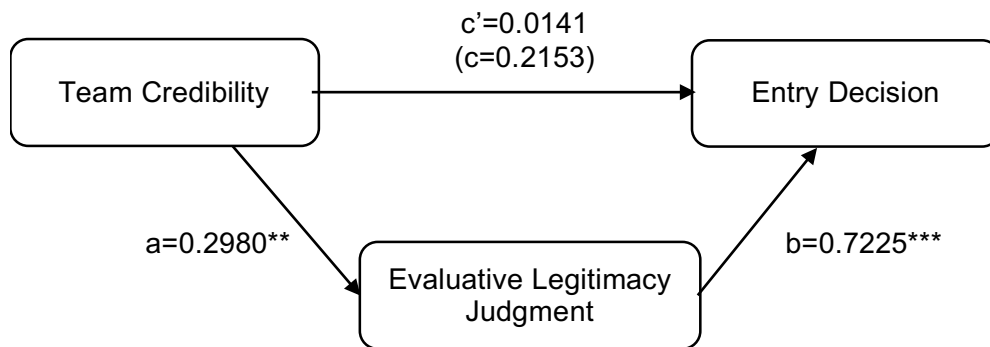 c’=0.0141
(c=0.2153)
Team Credibility
Entry Decision
a=0.2980**
b=0.7225***
Evaluative Legitimacy
Judgment